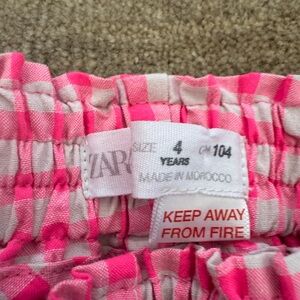 ZARA
SIZE 4 CM 104
YEARS
MADE IN MOROCCO
KEEP AWAY
FROM FIRE